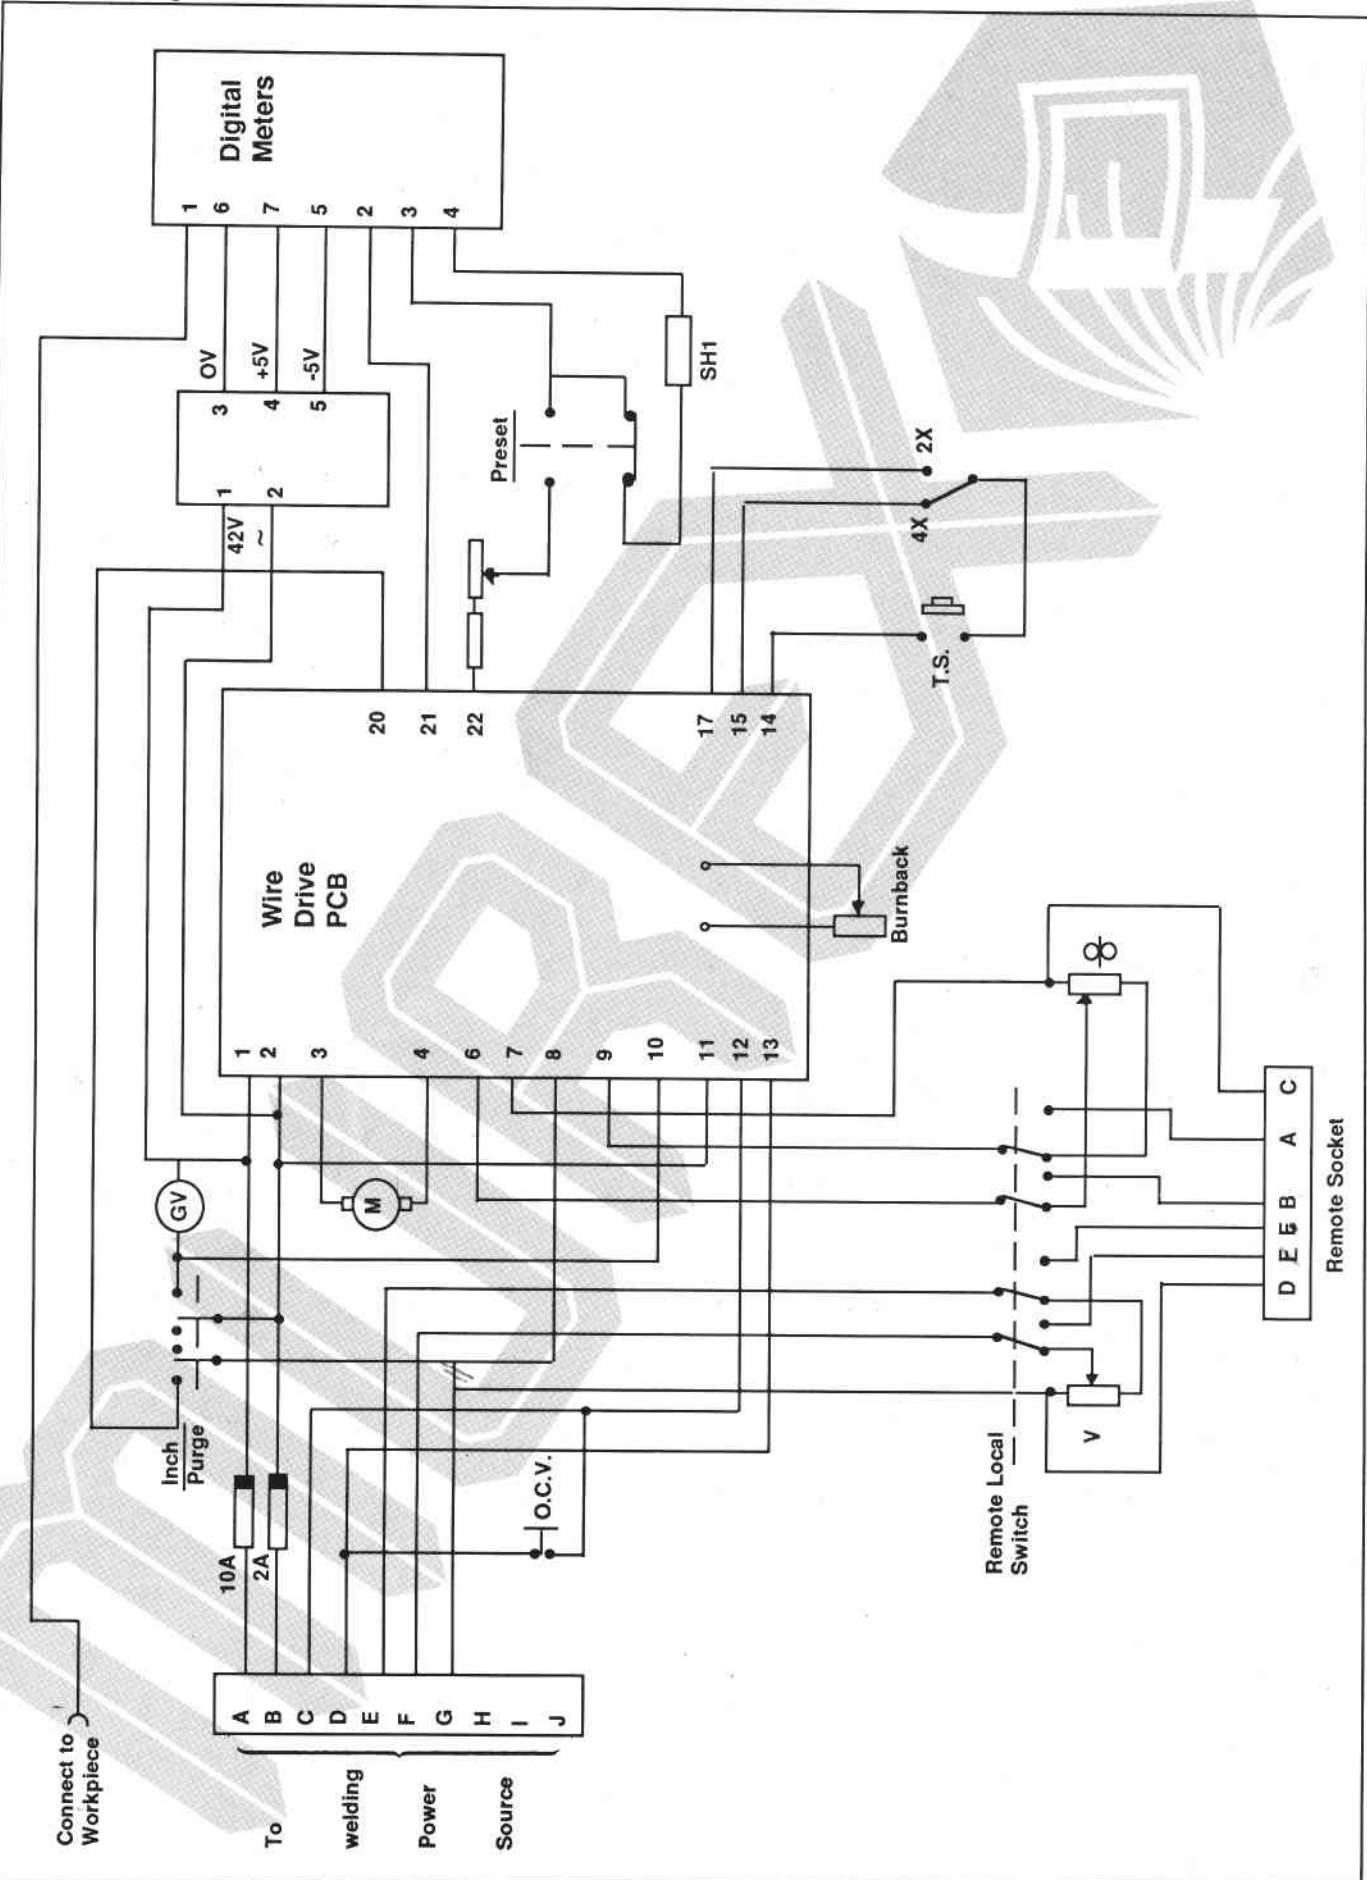 Connect to
Workpiece
To
welding
Power
Source
A
B
C
D
E
F
G
H
I
J
10A
2A
Inch
Purge
O.C.V.
GV
M
1
2
3
4
6
7
8
9
10
11
12
13
Wire
Drive
PCB
20
21
22
17
15
14
Burnback
42V
~
1
2
3
4
5
OV
+5V
-5V
Digital
Meters
1
6
7
5
2
3
4
Preset
SH1
T.S.
4X
2X
Remote Local
Switch
V
D
E
B
A
C
Remote Socket
MUREX